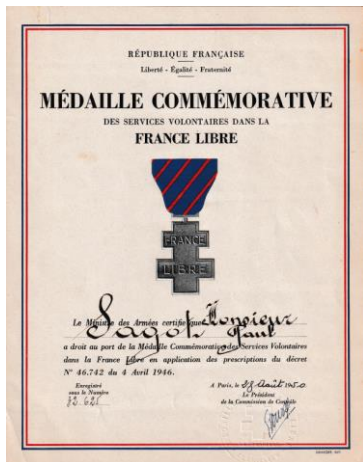 RÉPUBLIQUE FRANÇAISE
Liberté - Égalité - Fraternité
MÉDAILLE COMMÉMORATIVE
DES SERVICES VOLONTAIRES DANS LA
FRANCE LIBRE
FRANCE
LIBRE
Le Ministre des Armées certifie que Monsieur
Sagot Paul
a droit au port de la Médaille Commémorative des Services Volontaires
dans la France Libre en application des prescriptions du décret
N° 46.742 du 4 Avril 1946.
Enregistré
sous le Numéro
A Paris, le Août 1950
Le Président
de la Commission de Contrôle